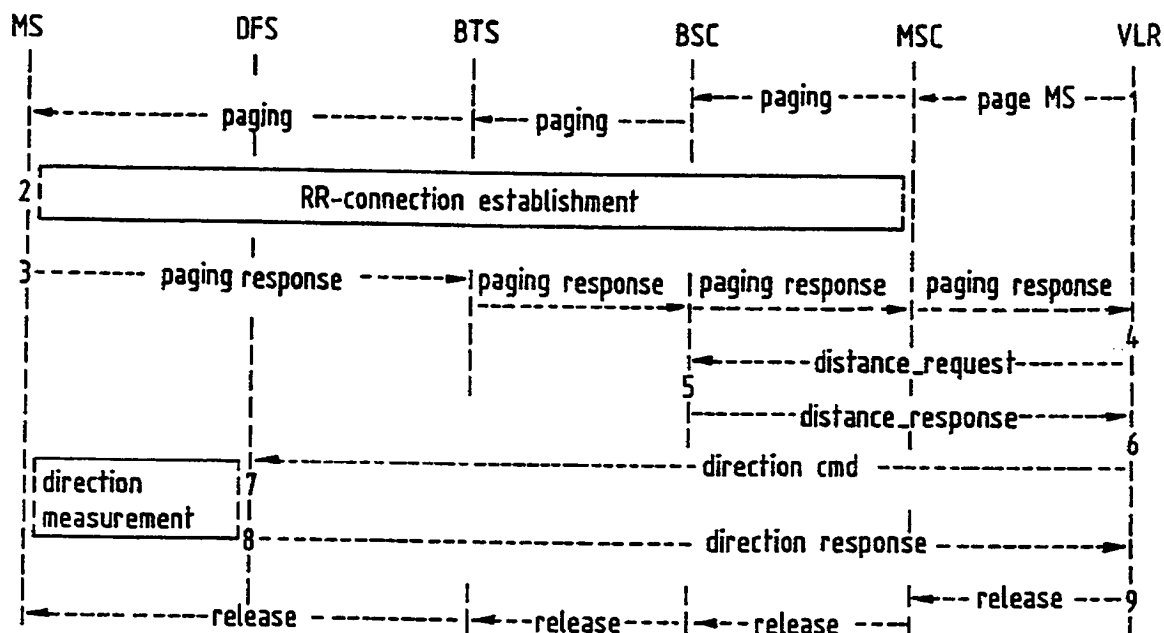 MS DFS BTS BSC MSC VLR
paging page MS 1
paging paging
2 RR-connection establishment
3 paging response paging response paging response paging response
4
distance_request
5
distance_response
6
direction cmd
direction 7
measurement
8 direction response
release 9
release release release